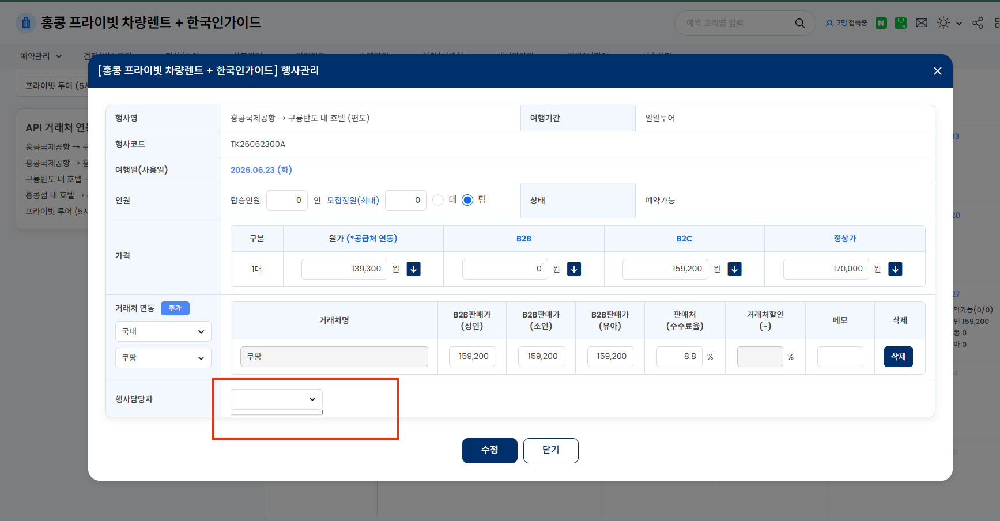 홍콩 프라이빗 차량렌트 + 한국인가이드
예약 고객명 입력
7명 접속중
N
N
예약관리
[홍콩 프라이빗 차량렌트 + 한국인가이드] 행사관리
프라이빗 투어 (5시
API 거래처 연동
홍콩국제공항 → 구
홍콩국제공항 → 홍
구룡반도 내 호텔 →
홍콩섬 내 호텔 →
프라이빗 투어 (5시
행사명
홍콩국제공항 → 구룡반도 내 호텔 (편도)
여행기간
일일투어
행사코드
TK26062300A
여행일(사용일)
2026.06.23 (화)
인원
탑승인원 0 인 모집정원(최대) 0 대 팀
상태
예약가능
가격
구분 원가 (*공급처 연동) B2B B2C 정상가
1대 139,300 원 0 원 159,200 원 170,000 원
거래처 연동 추가
국내
쿠팡
거래처명
B2B판매가
(성인)
B2B판매가
(소인)
B2B판매가
(유아)
판매처
(수수료율)
거래처할인
(-)
메모
삭제
쿠팡 159,200 159,200 159,200 8.8 % % 삭제
행사담당자
수정 닫기
13
20
27
약가능(0/0)
인 159,200
동 0
아 0
4
11